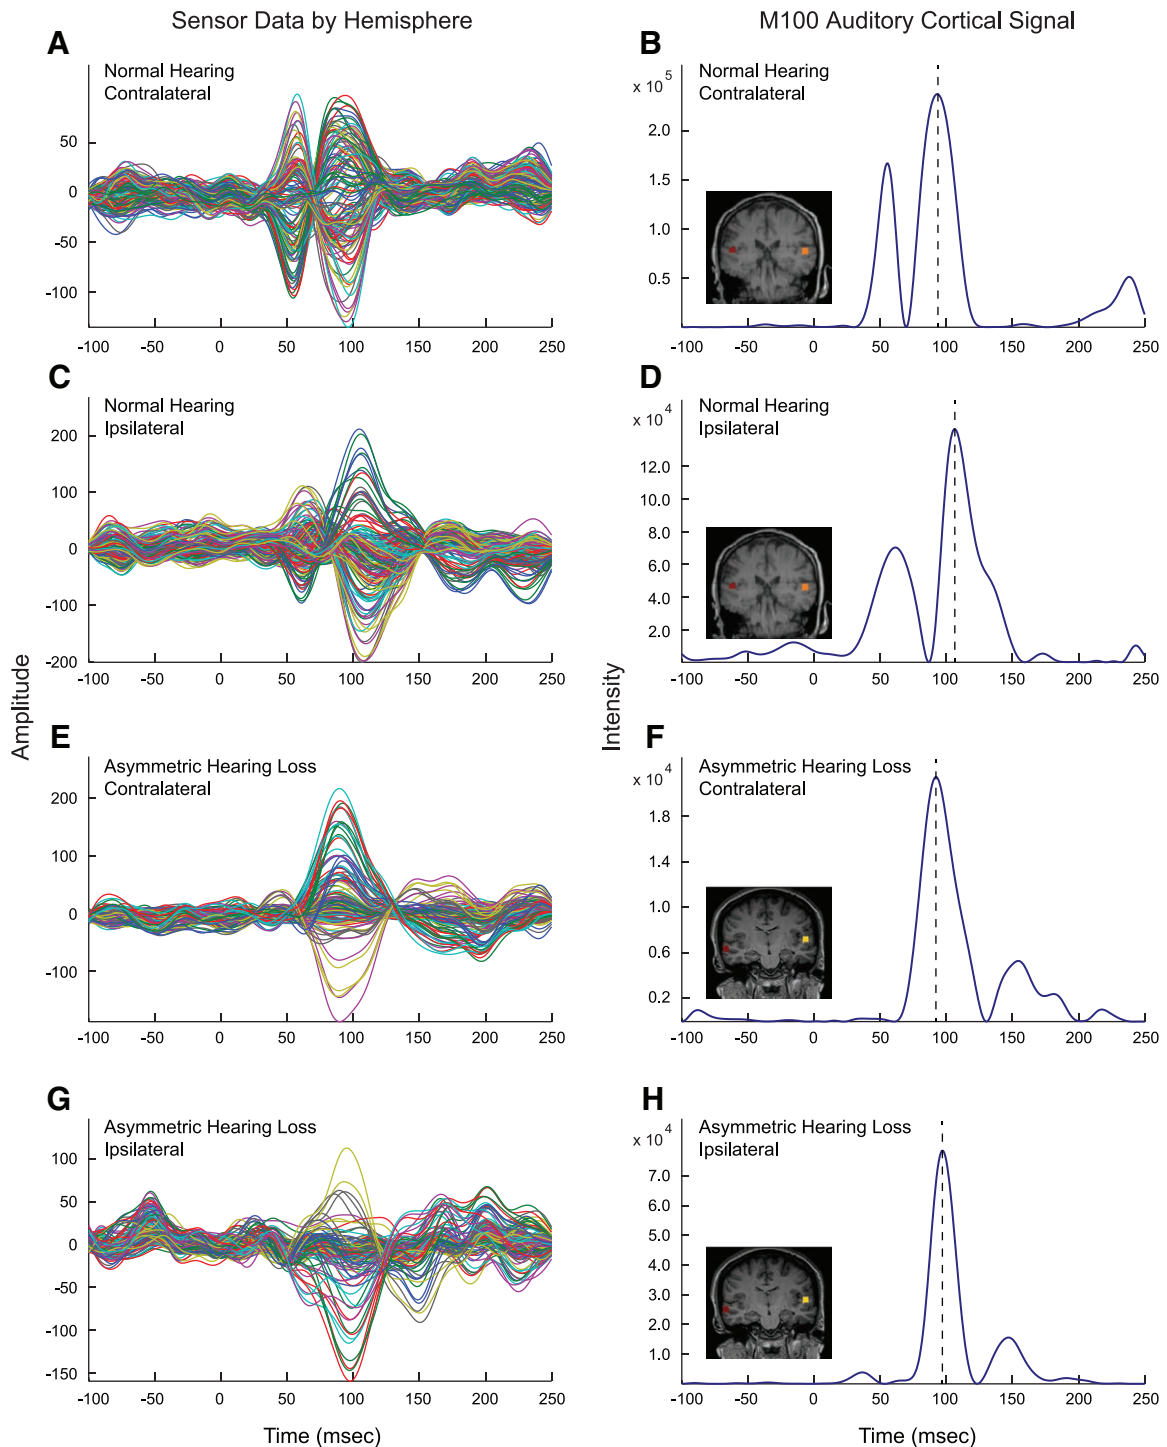 Sensor Data by Hemisphere
M100 Auditory Cortical Signal
A
Normal Hearing
Contralateral
50
0
-50
-100
-100 -50 0 50 100 150 200 250
B
Normal Hearing
Contralateral
x 10 5
2.0
1.5
1.0
0.5
-100 -50 0 50 100 150 200 250
C
Normal Hearing
Ipsilateral
200
100
0
-100
-200
-100 -50 0 50 100 150 200 250
D
Normal Hearing
Ipsilateral
x 10 4
12.0
10.0
8.0
6.0
4.0
2.0
-100 -50 0 50 100 150 200 250
Amplitude
Intensity
E
Asymmetric Hearing Loss
Contralateral
200
100
0
-100
-100 -50 0 50 100 150 200 250
F
Asymmetric Hearing Loss
Contralateral
x 10 4
1.8
1.4
1.0
0.6
0.2
-100 -50 0 50 100 150 200 250
G
Asymmetric Hearing Loss
Ipsilateral
100
50
0
-50
-100
-150
-100 -50 0 50 100 150 200 250
Time (msec)
H
Asymmetric Hearing Loss
Ipsilateral
x 10 4
7.0
6.0
5.0
4.0
3.0
2.0
1.0
-100 -50 0 50 100 150 200 250
Time (msec)